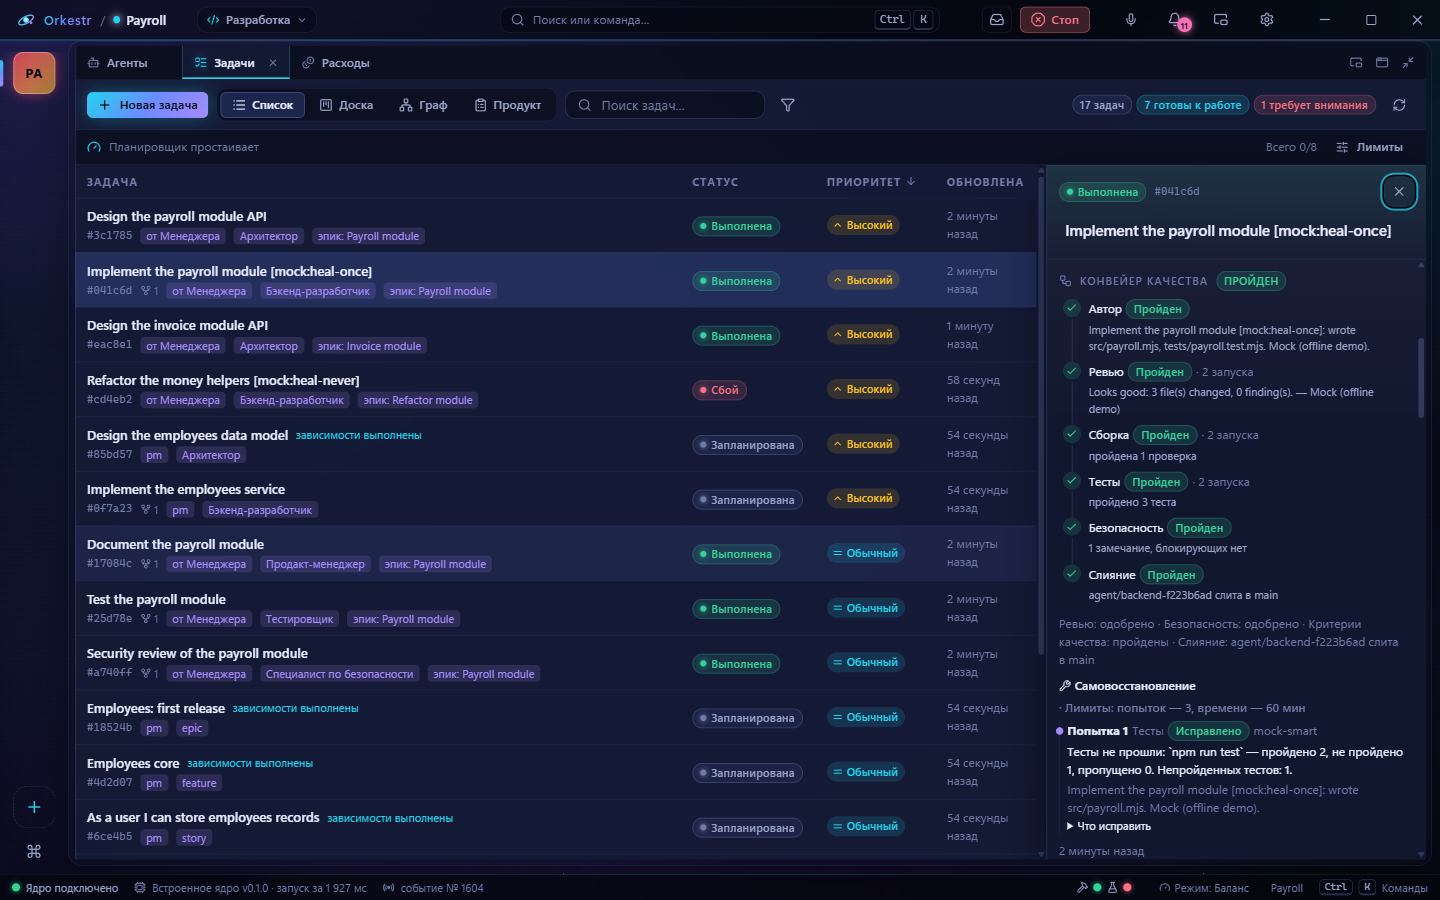 Orkestr / Payroll
Разработка
Поиск или команда...
Ctrl K
Стоп
11
PA
Агенты
Задачи
Расходы
Новая задача
Список
Доска
Граф
Продукт
Поиск задач...
17 задач
7 готовы к работе
1 требует внимания
Планировщик простаивает
Всего 0/8
Лимиты
ЗАДАЧА
СТАТУС
ПРИОРИТЕТ
ОБНОВЛЕНА
Design the payroll module API
#3c1785 от Менеджера Архитектор эпик: Payroll module
Выполнена
Высокий
2 минуты
назад
Implement the payroll module [mock:heal-once]
#041c6d 1 от Менеджера Бэкенд-разработчик эпик: Payroll module
Выполнена
Высокий
2 минуты
назад
Design the invoice module API
#eac8e1 от Менеджера Архитектор эпик: Invoice module
Выполнена
Высокий
1 минуту
назад
Refactor the money helpers [mock:heal-never]
#cd4eb2 от Менеджера Бэкенд-разработчик эпик: Refactor module
Сбой
Высокий
58 секунд
назад
Design the employees data model зависимости выполнены
#85bd57 pm Архитектор
Запланирована
Высокий
54 секунды
назад
Implement the employees service
#0f7a23 1 pm Бэкенд-разработчик
Запланирована
Высокий
54 секунды
назад
Document the payroll module
#17084c 1 от Менеджера Продакт-менеджер эпик: Payroll module
Выполнена
Обычный
2 минуты
назад
Test the payroll module
#25d78e 1 от Менеджера Тестировщик эпик: Payroll module
Выполнена
Обычный
2 минуты
назад
Security review of the payroll module
#a740ff 1 от Менеджера Специалист по безопасности эпик: Payroll module
Выполнена
Обычный
2 минуты
назад
Employees: first release зависимости выполнены
#18524b pm epic
Запланирована
Обычный
54 секунды
назад
Employees core зависимости выполнены
#4d2d07 pm feature
Запланирована
Обычный
54 секунды
назад
As a user I can store employees records зависимости выполнены
#6ce4b5 pm story
Запланирована
Обычный
54 секунды
назад
Выполнена #041c6d
Implement the payroll module [mock:heal-once]
КОНВЕЙЕР КАЧЕСТВА ПРОЙДЕН
Автор Пройден
Implement the payroll module [mock:heal-once]: wrote
src/payroll.mjs, tests/payroll.test.mjs. Mock (offline demo).
Ревью Пройден · 2 запуска
Looks good: 3 file(s) changed, 0 finding(s). — Mock (offline
demo)
Сборка Пройден · 2 запуска
пройдена 1 проверка
Тесты Пройден · 2 запуска
пройдено 3 теста
Безопасность Пройден
1 замечание, блокирующих нет
Слияние Пройден
agent/backend-f223b6ad слита в main
Ревью: одобрено · Безопасность: одобрено · Критерии
качества: пройдены · Слияние: agent/backend-f223b6ad слита
в main
Самовосстановление
· Лимиты: попыток — 3, времени — 60 мин
Попытка 1 Тесты Исправлено mock-smart
Тесты не прошли: `npm run test` — пройдено 2, не пройдено
1, пропущено 0. Непройденных тестов: 1.
Implement the payroll module [mock:heal-once]: wrote
src/payroll.mjs. Mock (offline demo).
Что исправить
2 минуты назад
Ядро подключено
Встроенное ядро v0.1.0 · запуск за 1 927 мс
событие № 1604
Режим: Баланс
Payroll
Ctrl K Команды